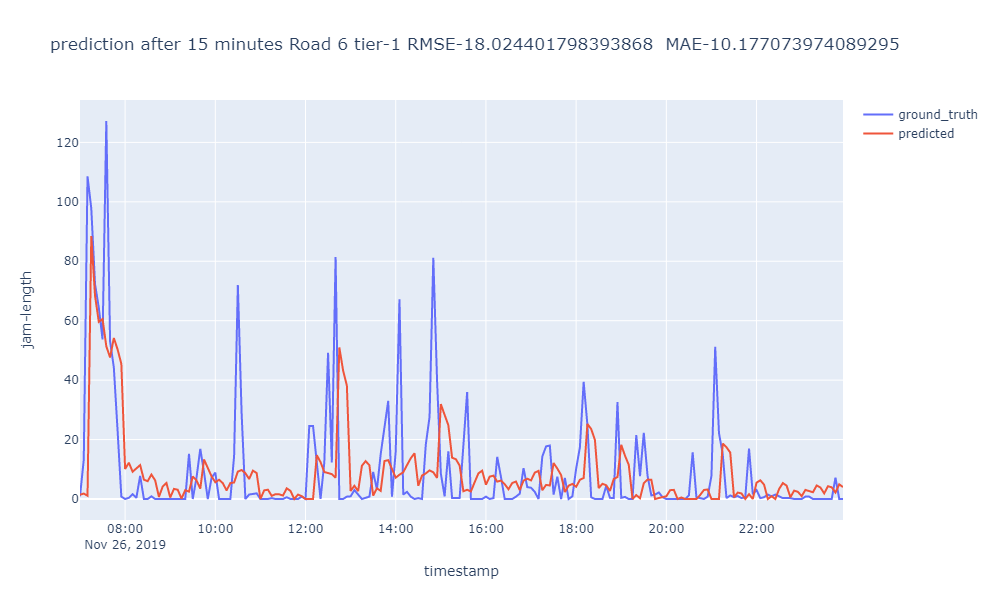 prediction after 15 minutes Road 6 tier-1 RMSE-18.024401798393868  MAE-10.177073974089295
ground_truth
predicted
120
100
80
60
40
20
0
jam-length
08:00 10:00 12:00 14:00 16:00 18:00 20:00 22:00
Nov 26, 2019
timestamp